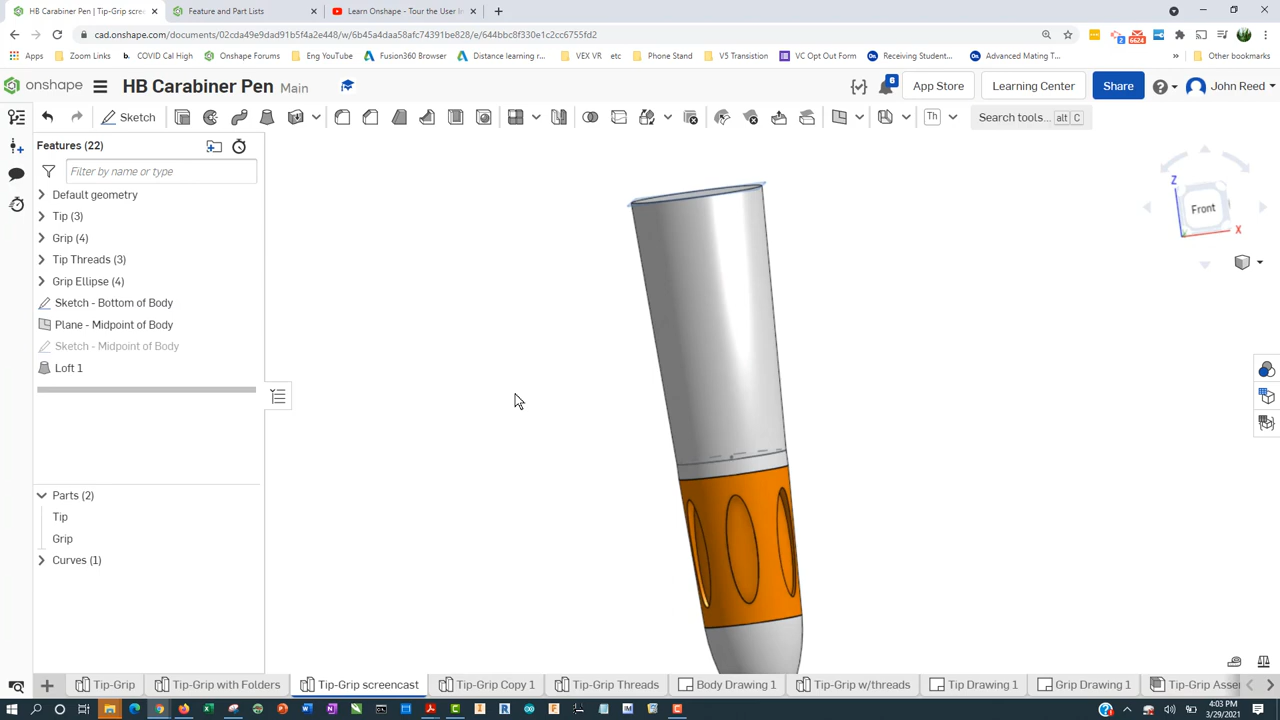 HB Carabiner Pen | Tip-Grip scre
Feature and Part Lists
Learn Onshape - Tour the User I
cad.onshape.com/documents/02cda49e9dad91b5f4a2e448/w/6b45a4daa58afc74391be828/e/644bbc8f330e1c2cc6755fd2
Apps
Zoom Links
COVID Cal High
Onshape Forums
Eng YouTube
Fusion360 Browser
Distance learning r...
VEX VR etc
Phone Stand
V5 Transition
VC Opt Out Form
Receiving Student...
Advanced Mating T...
Other bookmarks
onshape
HB Carabiner Pen Main
6
App Store
Learning Center
Share
John Reed
Sketch
Th
Search tools... alt C
Features (22)
Filter by name or type
Default geometry
Tip (3)
Grip (4)
Tip Threads (3)
Grip Ellipse (4)
Sketch - Bottom of Body
Plane - Midpoint of Body
Sketch - Midpoint of Body
Loft 1
Parts (2)
Tip
Grip
Curves (1)
Z
Front
X
Tip-Grip
Tip-Grip with Folders
Tip-Grip screencast
Tip-Grip Copy 1
Tip-Grip Threads
Body Drawing 1
Tip-Grip w/threads
Tip Drawing 1
Grip Drawing 1
Tip-Grip Asser
4:03 PM
3/29/2021